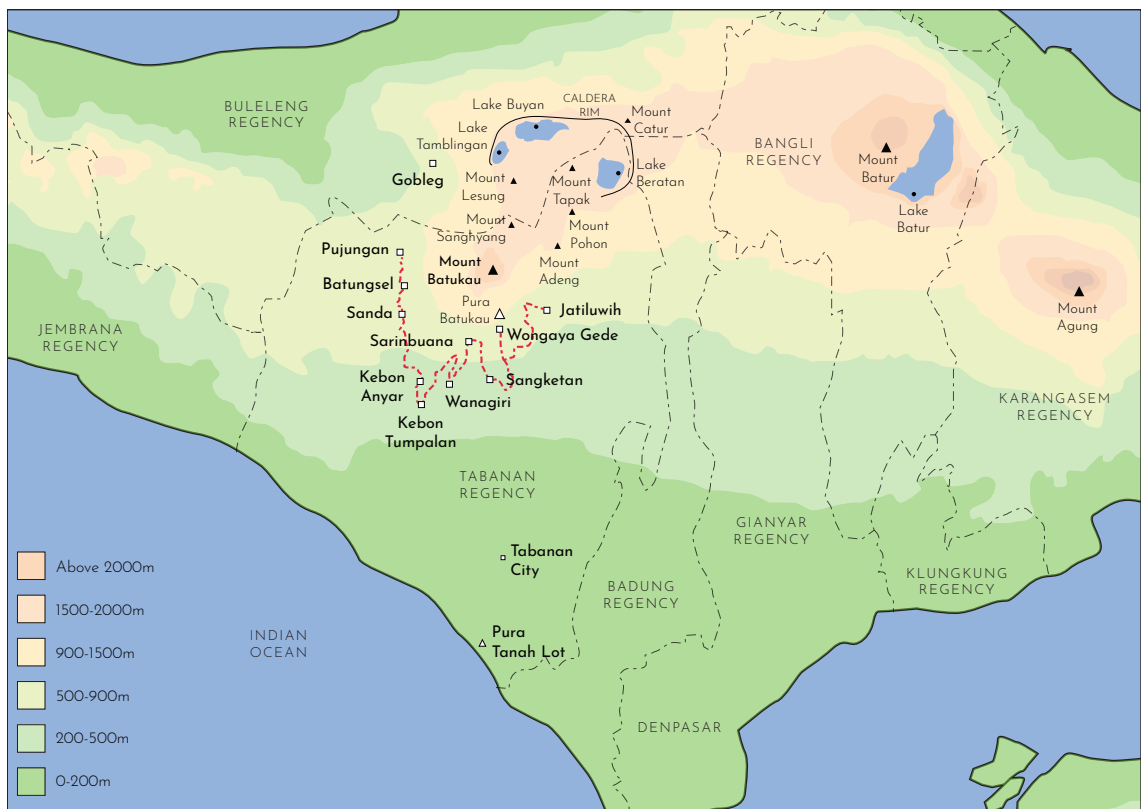 BULELENG
REGENCY
Lake Buyan
CALDERA
RIM
Mount
Catur
Lake
Tamblingan
BANGLI
REGENCY
Mount
Batur
Gobleg
Mount
Lesung
Mount
Tapak
Lake
Beratan
Lake
Batur
Mount
Sanghyang
Mount
Pohon
Pujungan
Mount
Batukau
Mount
Adeng
Batungsel
Sanda
Pura
Batukau
Jatiluwih
Mount
Agung
JEMBRANA
REGENCY
Sarinbuana
Wongaya Gede
Kebon
Anyar
Wanagiri
Sangketan
KARANGASEM
REGENCY
Kebon
Tumpalan
TABANAN
REGENCY
GIANYAR
REGENCY
Tabanan
City
BADUNG
REGENCY
KLUNGKUNG
REGENCY
INDIAN
OCEAN
Pura
Tanah Lot
DENPASAR
Above 2000m
1500-2000m
900-1500m
500-900m
200-500m
0-200m